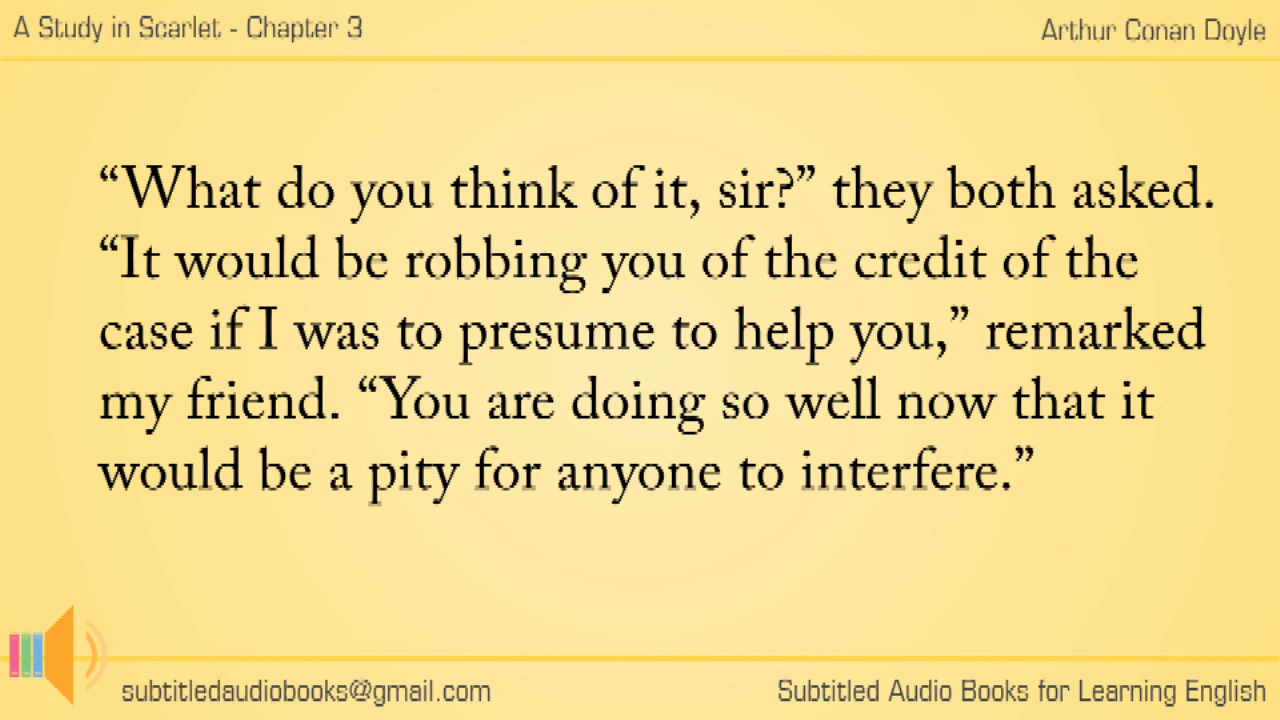 A Study in Scarlet - Chapter 3
Arthur Conan Doyle
“What do you think of it, sir?” they both asked.
“It would be robbing you of the credit of the
case if I was to presume to help you,” remarked
my friend. “You are doing so well now that it
would be a pity for anyone to interfere.”
subtitledaudiobooks@gmail.com
Subtitled Audio Books for Learning English